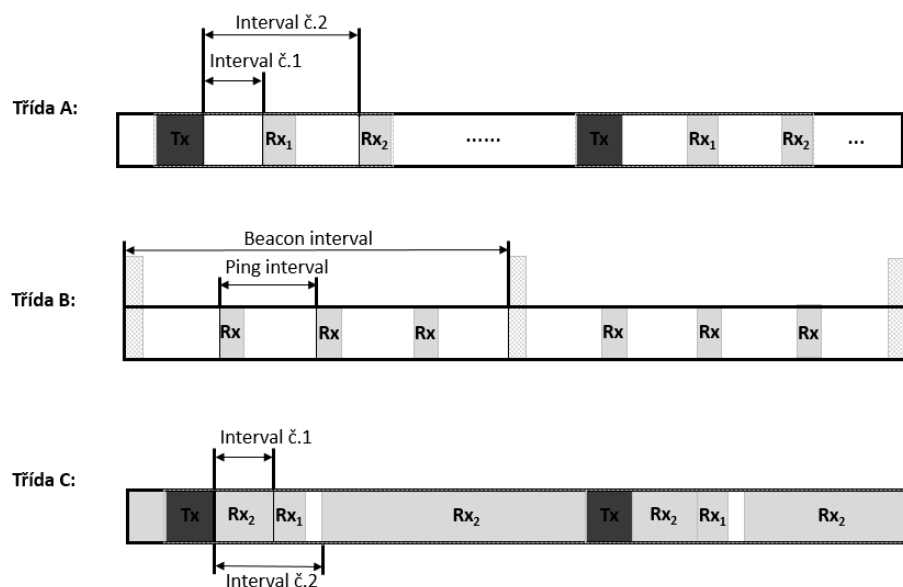 Interval č.2
Interval č.1
Třída A:
Tx Rx₁ Rx₂ ...... Tx Rx₁ Rx₂ ...
Beacon interval
Ping interval
Třída B:
Rx Rx Rx Rx Rx Rx
Interval č.1
Třída C:
Tx Rx₂ Rx₁ Rx₂ Tx Rx₂ Rx₁ Rx₂
Interval č.2